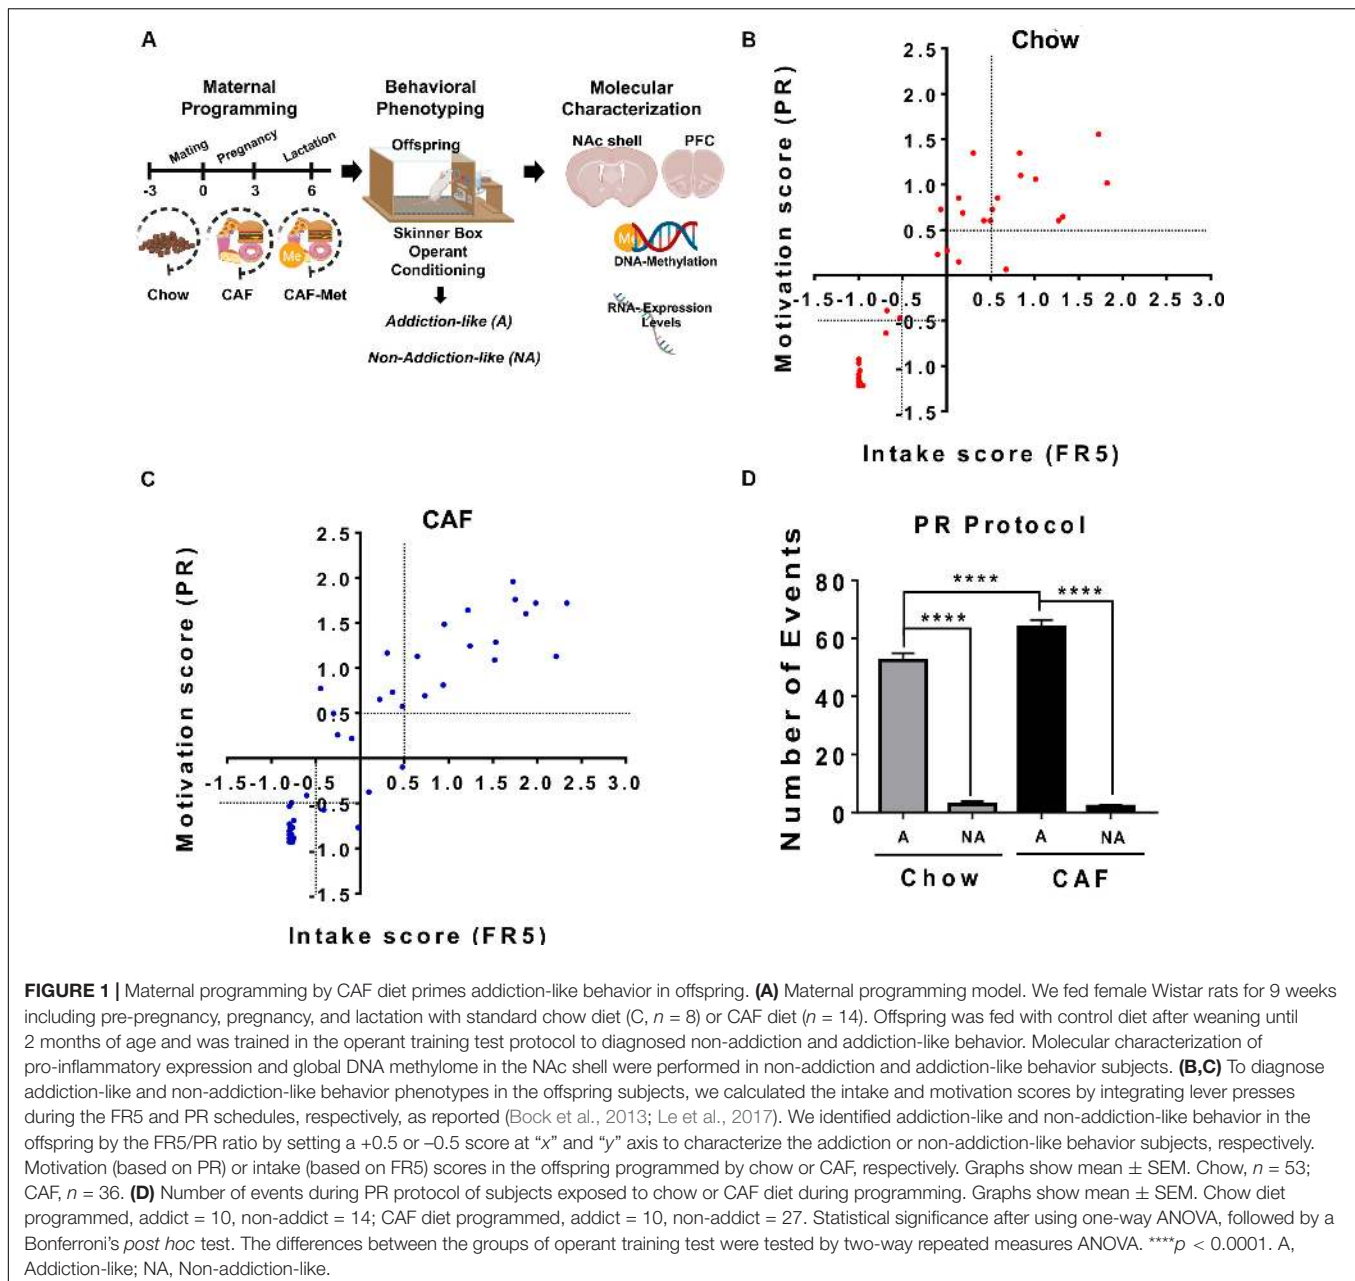 A
Maternal
Programming
Mating
Pregnancy
Lactation
-3
0
3
6
Me
Chow
CAF
CAF-Met
Behavioral
Phenotyping
Offspring
Skinner Box
Operant
Conditioning
Addiction-like (A)
Non-Addiction-like (NA)
Molecular
Characterization
NAc shell
PFC
Me
DNA-Methylation
RNA- Expression
Levels
B
Chow
Motivation score (PR)
2.5
2.0
1.5
1.0
0.5
-1.5 -1.0 -0.5
0.5 1.0 1.5 2.0 2.5 3.0
-0.5
-1.0
-1.5
Intake score (FR5)
C
CAF
Motivation score (PR)
2.5
2.0
1.5
1.0
0.5
-1.5 -1.0 -0.5
0.5 1.0 1.5 2.0 2.5 3.0
-0.5
-1.0
-1.5
Intake score (FR5)
D
PR Protocol
Number of Events
80
60
40
20
0
****
****
****
A
NA
A
NA
Chow
CAF
FIGURE 1 | Maternal programming by CAF diet primes addiction-like behavior in offspring. (A) Maternal programming model. We fed female Wistar rats for 9 weeks
including pre-pregnancy, pregnancy, and lactation with standard chow diet (C, n = 8) or CAF diet (n = 14). Offspring was fed with control diet after weaning until
2 months of age and was trained in the operant training test protocol to diagnosed non-addiction and addiction-like behavior. Molecular characterization of
pro-inflammatory expression and global DNA methylome in the NAc shell were performed in non-addiction and addiction-like behavior subjects. (B,C) To diagnose
addiction-like and non-addiction-like behavior phenotypes in the offspring subjects, we calculated the intake and motivation scores by integrating lever presses
during the FR5 and PR schedules, respectively, as reported (Bock et al., 2013; Le et al., 2017). We identified addiction-like and non-addiction-like behavior in the
offspring by the FR5/PR ratio by setting a +0.5 or –0.5 score at “x” and “y” axis to characterize the addiction or non-addiction-like behavior subjects, respectively.
Motivation (based on PR) or intake (based on FR5) scores in the offspring programmed by chow or CAF, respectively. Graphs show mean ± SEM. Chow, n = 53;
CAF, n = 36. (D) Number of events during PR protocol of subjects exposed to chow or CAF diet during programming. Graphs show mean ± SEM. Chow diet
programmed, addict = 10, non-addict = 14; CAF diet programmed, addict = 10, non-addict = 27. Statistical significance after using one-way ANOVA, followed by a
Bonferroni’s post hoc test. The differences between the groups of operant training test were tested by two-way repeated measures ANOVA. ****p < 0.0001. A,
Addiction-like; NA, Non-addiction-like.